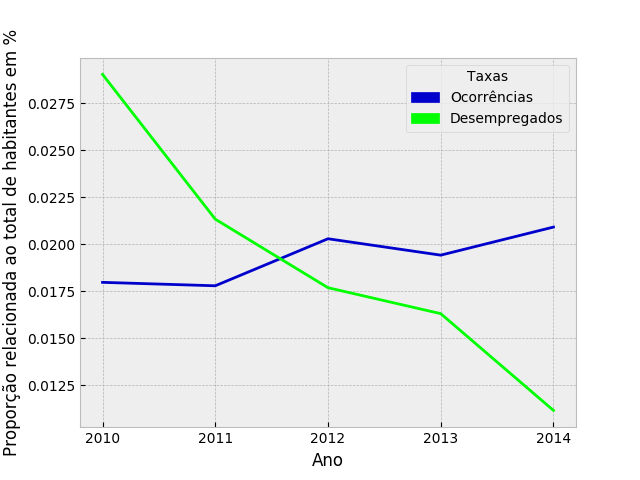 Proporção relacionada ao total de habitantes em %
0.0275
0.0250
0.0225
0.0200
0.0175
0.0150
0.0125
Taxas
Ocorrências
Desempregados
2010 2011 2012 2013 2014
Ano